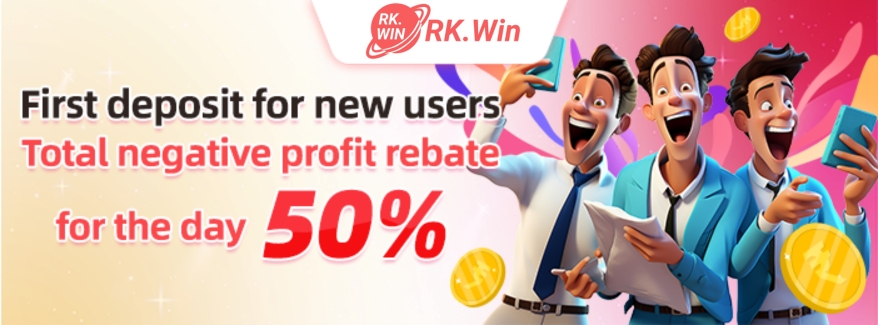 RK.
WIN
RK.Win
First deposit for new users
Total negative profit rebate
for the day 50%